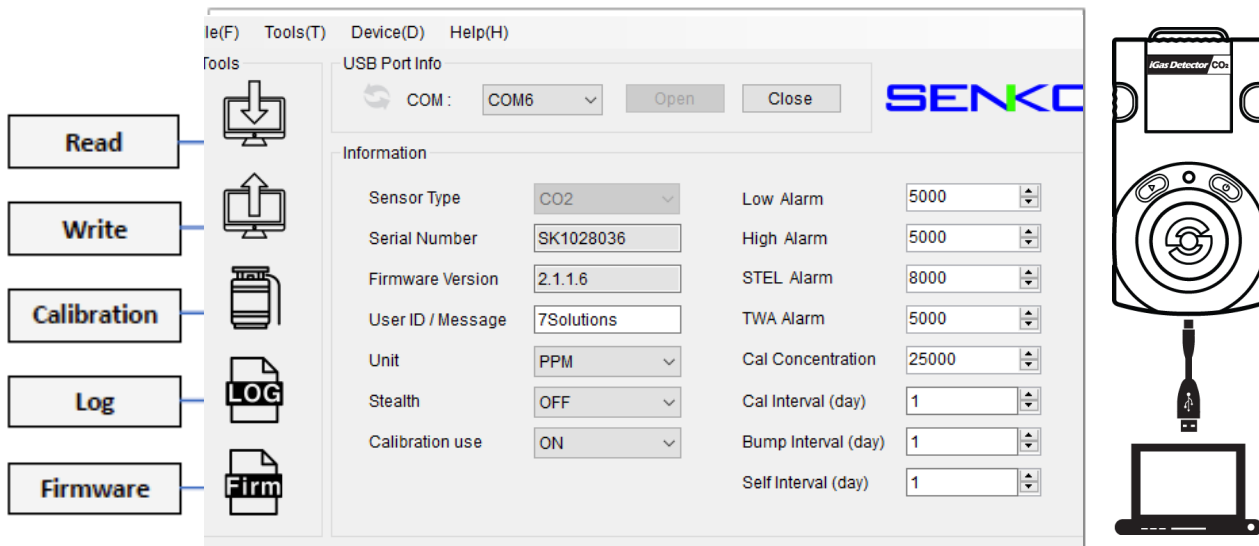 le(F) Tools(T) Device(D) Help(H)
Tools
USB Port Info
COM : COM6 Open Close
SENKO
Read
Write
Calibration
Log
Firmware
LOG
Firm
Information
Sensor Type CO2
Serial Number SK1028036
Firmware Version 2.1.1.6
User ID / Message 7Solutions
Unit PPM
Stealth OFF
Calibration use ON
Low Alarm 5000
High Alarm 5000
STEL Alarm 8000
TWA Alarm 5000
Cal Concentration 25000
Cal Interval (day) 1
Bump Interval (day) 1
Self Interval (day) 1
iGas Detector CO₂